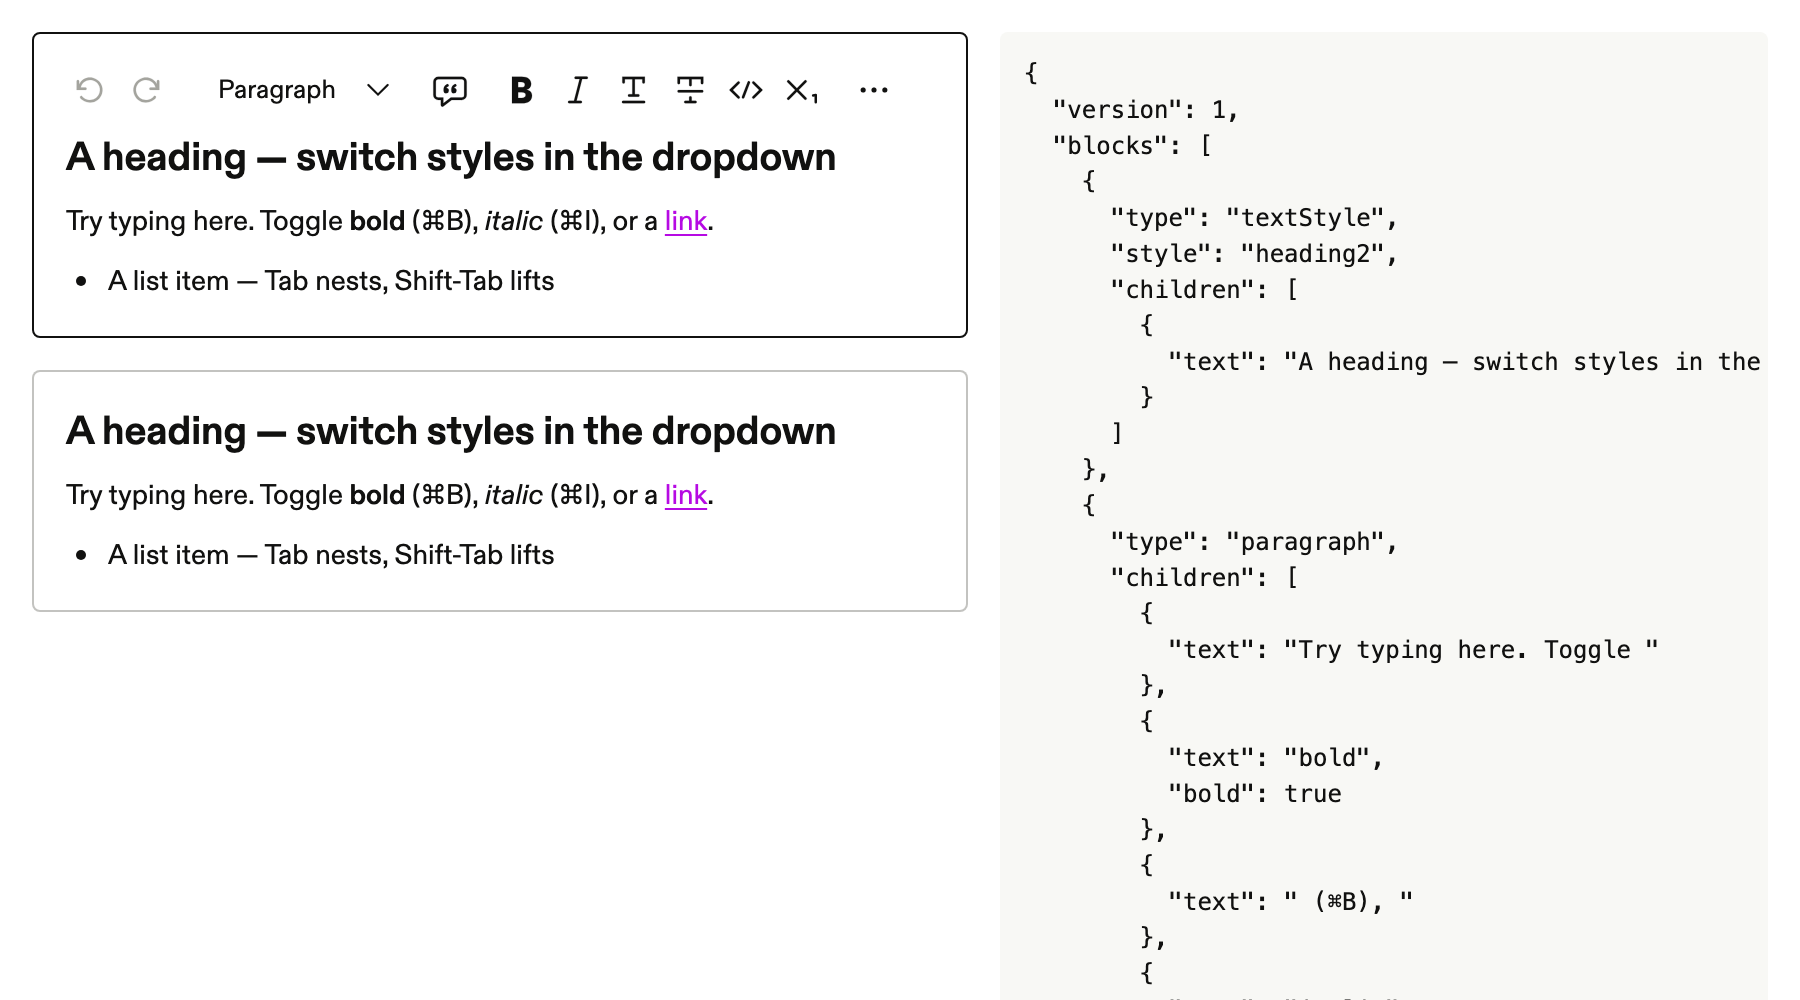 Paragraph B I T T </> X₁ ...
A heading — switch styles in the dropdown
Try typing here. Toggle bold (⌘B), italic (⌘I), or a link.
• A list item — Tab nests, Shift-Tab lifts
A heading — switch styles in the dropdown
Try typing here. Toggle bold (⌘B), italic (⌘I), or a link.
• A list item — Tab nests, Shift-Tab lifts
{
"version": 1,
"blocks": [
{
"type": "textStyle",
"style": "heading2",
"children": [
{
"text": "A heading — switch styles in the
}
]
},
{
"type": "paragraph",
"children": [
{
"text": "Try typing here. Toggle "
},
{
"text": "bold",
"bold": true
},
{
"text": " (⌘B), "
},
{